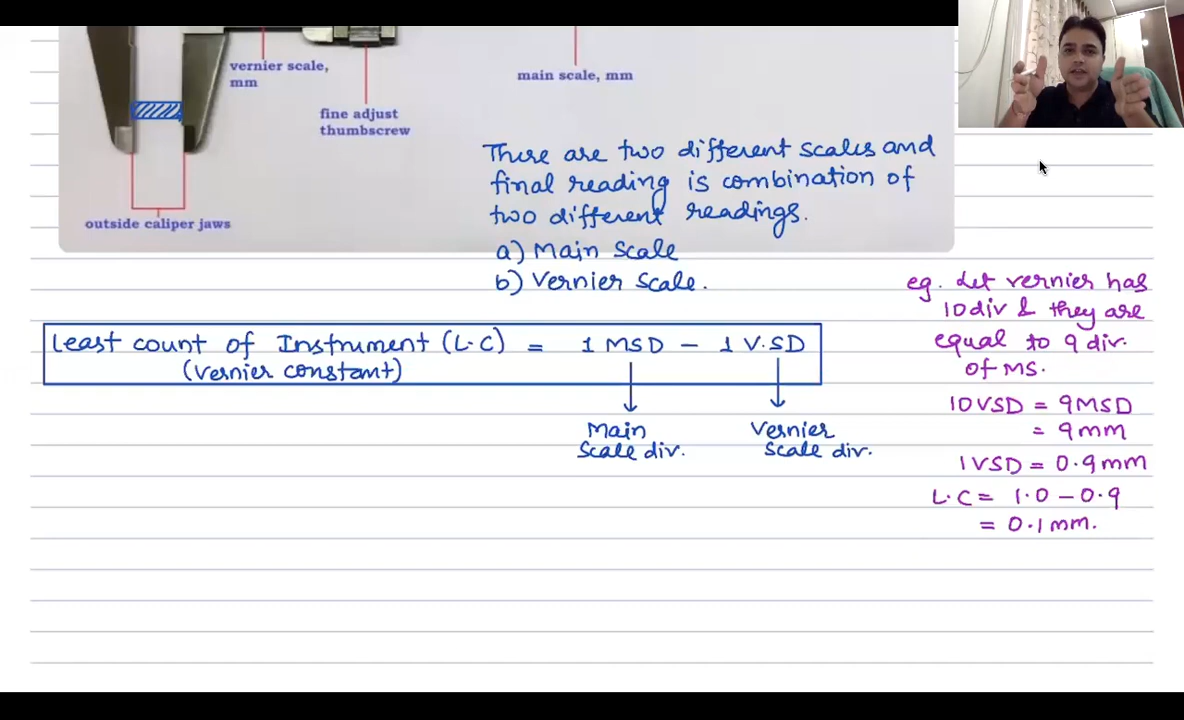 vernier scale,
mm
main scale, mm
fine adjust
thumbscrew
outside caliper jaws
There are two different scales and
final reading is combination of
two different readings.
a) Main Scale
b) Vernier Scale.
Least count of Instrument (L.C) = 1 MSD - 1 V.SD
(Vernier constant)
Main
Scale div.
Vernier
Scale div.
eg. Let vernier has
10 div & they are
equal to 9 div.
of MS.
10VSD = 9MSD
= 9mm
1VSD = 0.9mm
L.C = 1.0 - 0.9
= 0.1mm.